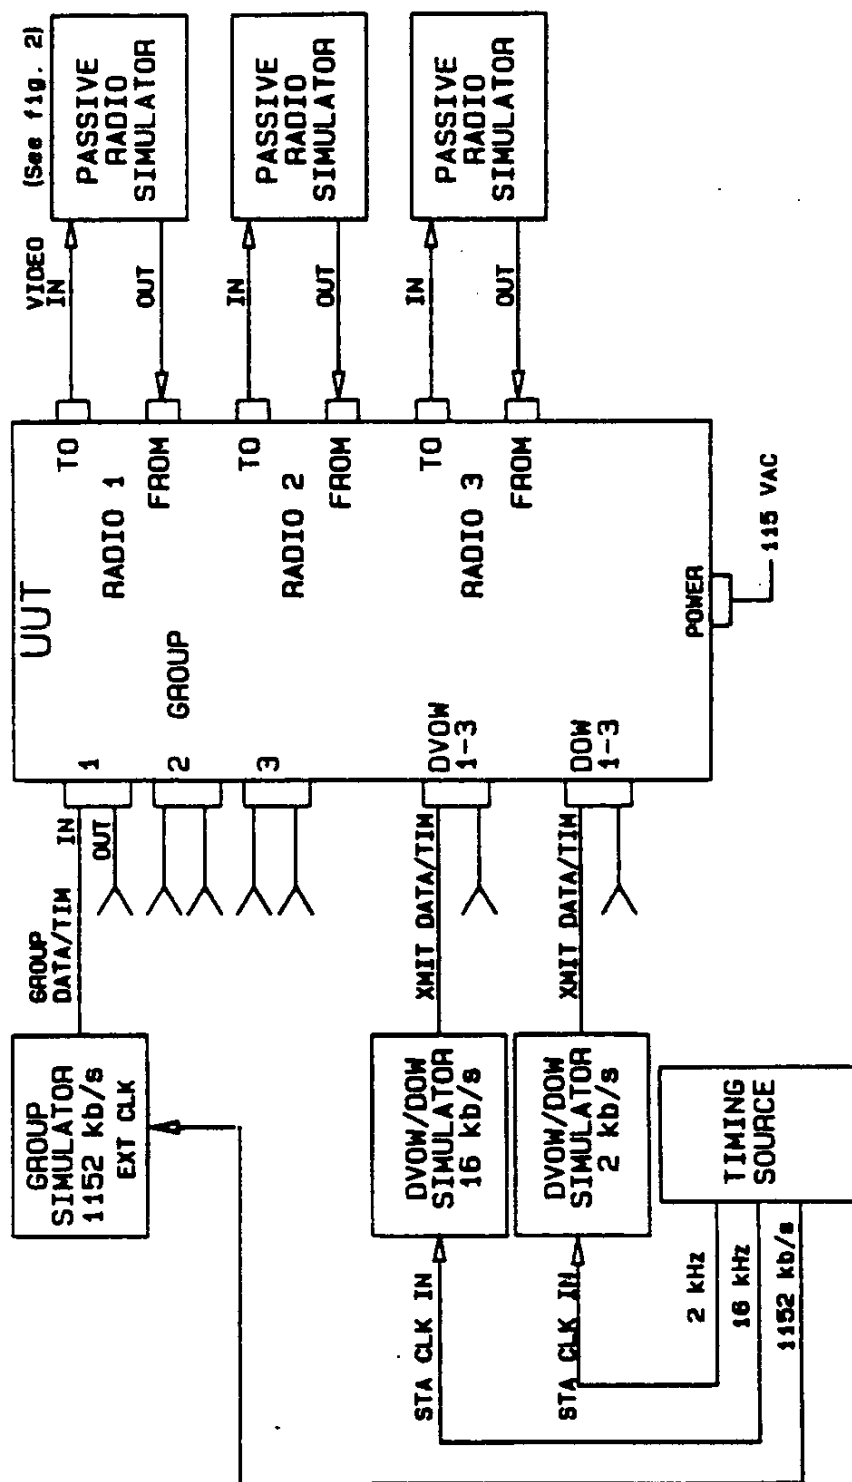 GROUP
SIMULATOR
1152 kb/s
EXT CLK
GROUP
DATA/TIM
IN
OUT
1
2
3
GROUP
UUT
TO
RADIO 1
FROM
VIDEO
IN
OUT
(See fig. 2)
PASSIVE
RADIO
SIMULATOR
TO
RADIO 2
FROM
IN
OUT
PASSIVE
RADIO
SIMULATOR
TO
RADIO 3
FROM
IN
OUT
PASSIVE
RADIO
SIMULATOR
STA CLK IN
DVOW/DOW
SIMULATOR
16 kb/s
XMIT DATA/TIM
DVOW
1-3
STA CLK IN
DVOW/DOW
SIMULATOR
2 kb/s
XMIT DATA/TIM
DOW
1-3
2 kHz
16 kHz
1152 kb/s
TIMING
SOURCE
POWER
115 VAC